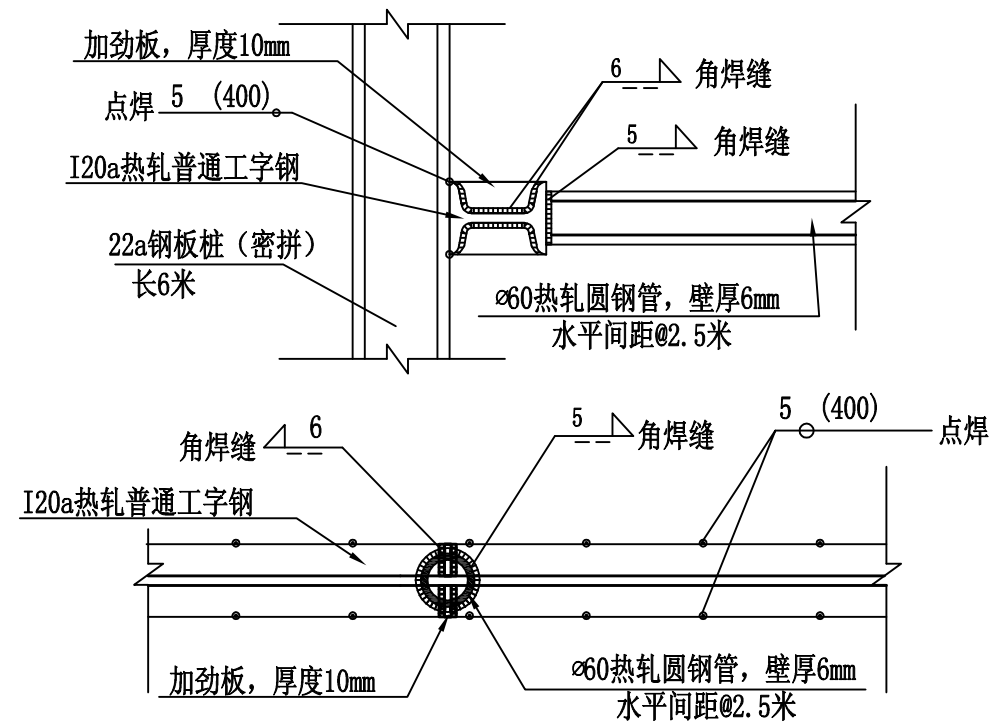 加劲板，厚度10mm
6 角焊缝
点焊 5 (400)
5 角焊缝
I20a热轧普通工字钢
22a钢板桩（密拼）
长6米
⌀60热轧圆钢管，壁厚6mm
水平间距@2.5米
角焊缝 6
5 角焊缝
5 (400) 点焊
I20a热轧普通工字钢
加劲板，厚度10mm
⌀60热轧圆钢管，壁厚6mm
水平间距@2.5米